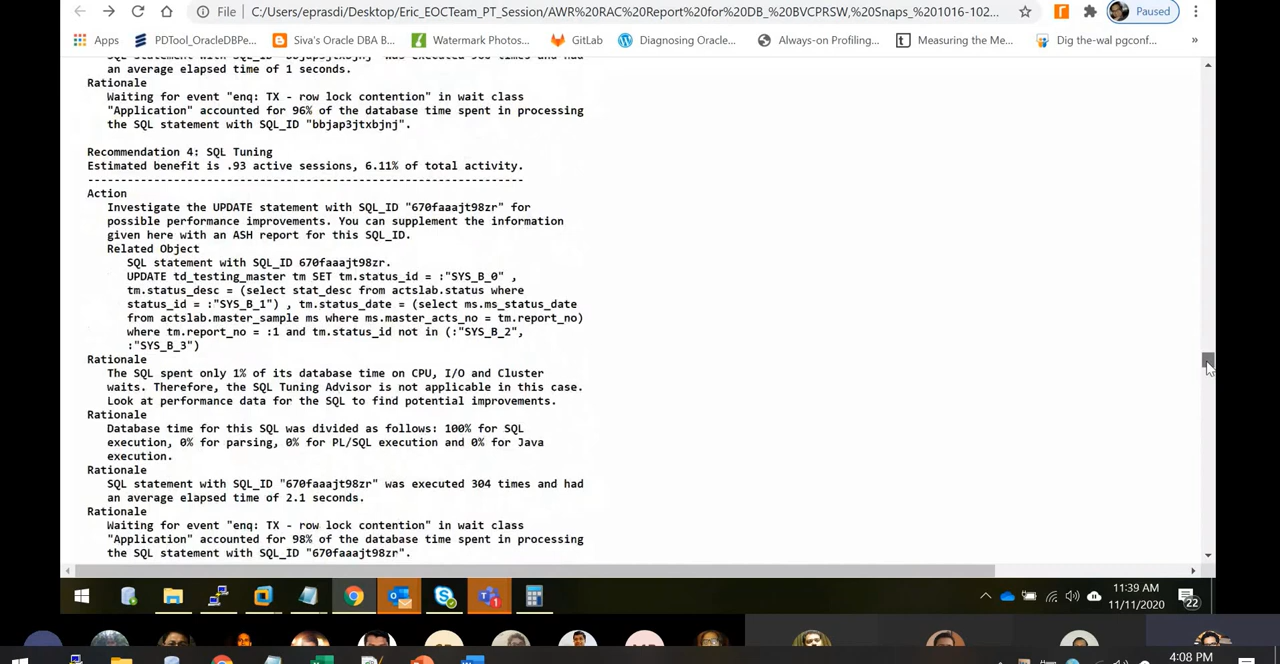 File
C:/Users/eprasdi/Desktop/Eric_EOCTeam_PT_Session/AWR%20RAC%20Report%20for%20DB_%20BVCPRSW,%20Snaps_%201016-102...
Paused
Apps
PDTool_OracleDBPe...
Siva's Oracle DBA B...
Watermark Photos...
GitLab
Diagnosing Oracle...
Always-on Profiling...
Measuring the Me...
Dig the-wal pgconf...
»
an average elapsed time of 1 seconds.
Rationale
Waiting for event "enq: TX - row lock contention" in wait class
"Application" accounted for 96% of the database time spent in processing
the SQL statement with SQL_ID "bbjap3jtxbjnj".
Recommendation 4: SQL Tuning
Estimated benefit is .93 active sessions, 6.11% of total activity.
---------------------------------------------------------------
Action
Investigate the UPDATE statement with SQL_ID "670faaajt98zr" for
possible performance improvements. You can supplement the information
given here with an ASH report for this SQL_ID.
Related Object
SQL statement with SQL_ID 670faaajt98zr.
UPDATE td_testing_master tm SET tm.status_id = :"SYS_B_0" ,
tm.status_desc = (select stat_desc from actslab.status where
status_id = :"SYS_B_1") , tm.status_date = (select ms.ms_status_date
from actslab.master_sample ms where ms.master_acts_no = tm.report_no)
where tm.report_no = :1 and tm.status_id not in (:"SYS_B_2",
:"SYS_B_3")
Rationale
The SQL spent only 1% of its database time on CPU, I/O and Cluster
waits. Therefore, the SQL Tuning Advisor is not applicable in this case.
Look at performance data for the SQL to find potential improvements.
Rationale
Database time for this SQL was divided as follows: 100% for SQL
execution, 0% for parsing, 0% for PL/SQL execution and 0% for Java
execution.
Rationale
SQL statement with SQL_ID "670faaajt98zr" was executed 304 times and had
an average elapsed time of 2.1 seconds.
Rationale
Waiting for event "enq: TX - row lock contention" in wait class
"Application" accounted for 98% of the database time spent in processing
the SQL statement with SQL_ID "670faaajt98zr".
11:39 AM
11/11/2020
22
4:08 PM